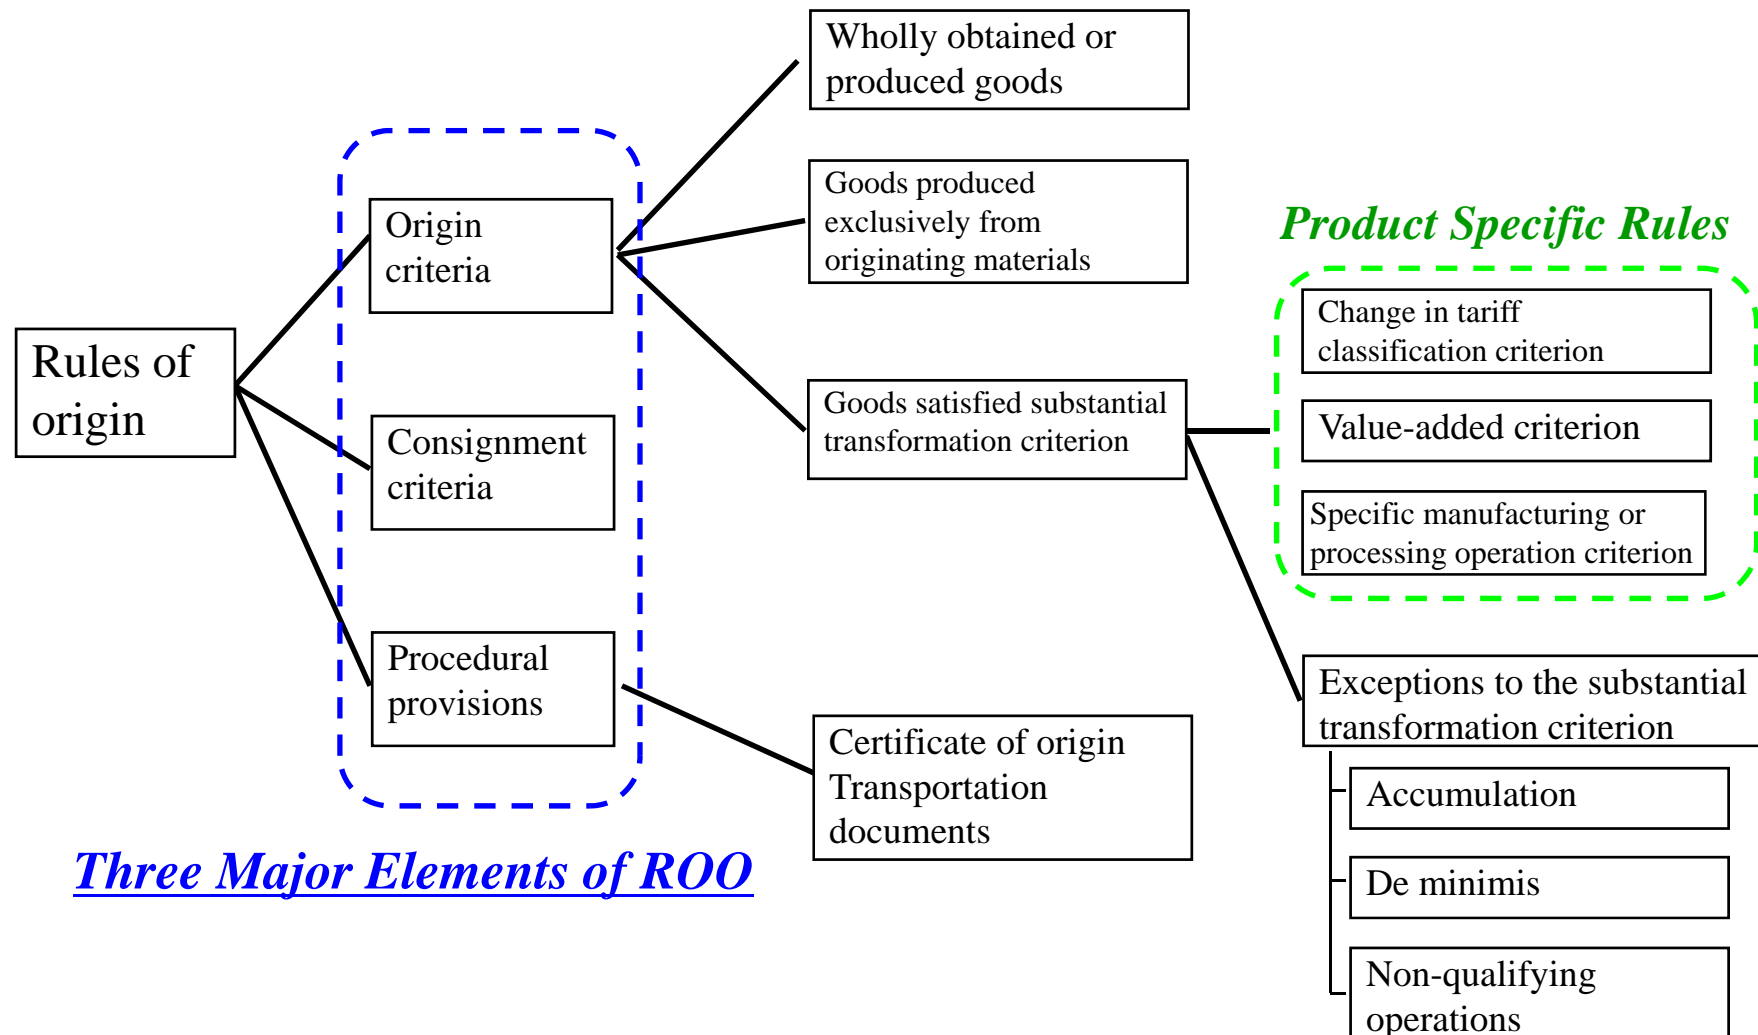 Rules of
origin
Origin
criteria
Consignment
criteria
Procedural
provisions
Three Major Elements of ROO
Wholly obtained or
produced goods
Goods produced
exclusively from
originating materials
Goods satisfied substantial
transformation criterion
Certificate of origin
Transportation
documents
Product Specific Rules
Change in tariff
classification criterion
Value-added criterion
Specific manufacturing or
processing operation criterion
Exceptions to the substantial
transformation criterion
Accumulation
De minimis
Non-qualifying
operations